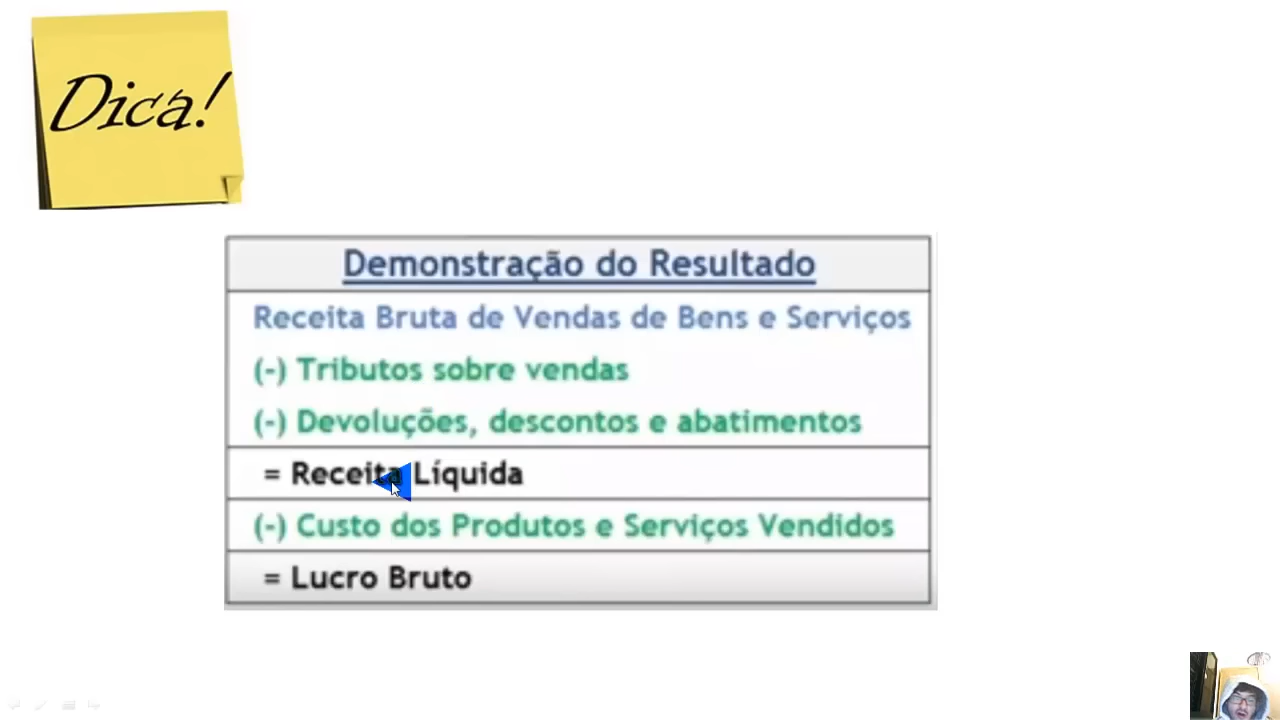 Dica!
Demonstração do Resultado
Receita Bruta de Vendas de Bens e Serviços
(-) Tributos sobre vendas
(-) Devoluções, descontos e abatimentos
= Receita Líquida
(-) Custo dos Produtos e Serviços Vendidos
= Lucro Bruto